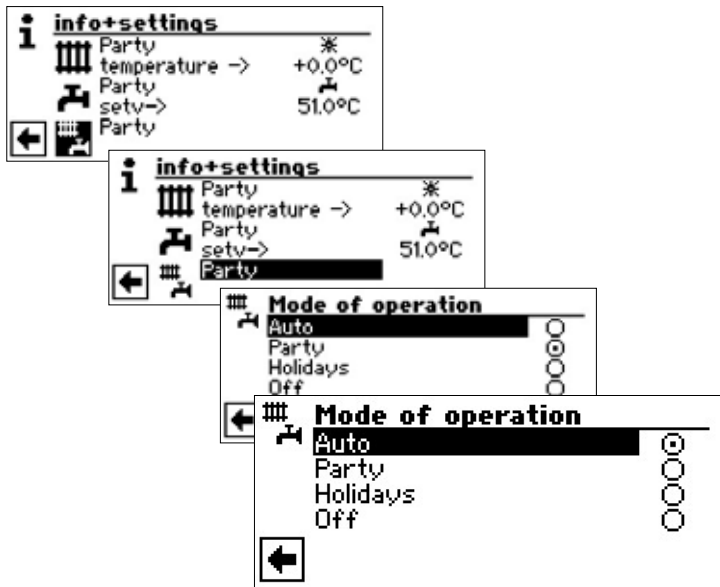 info+settings
Party
temperature -> +0.0°C
Party
setv-> 51.0°C
Party
info+settings
Party
temperature -> +0.0°C
Party
setv-> 51.0°C
Party
Mode of operation
Auto
Party
Holidays
Off
Mode of operation
Auto
Party
Holidays
Off